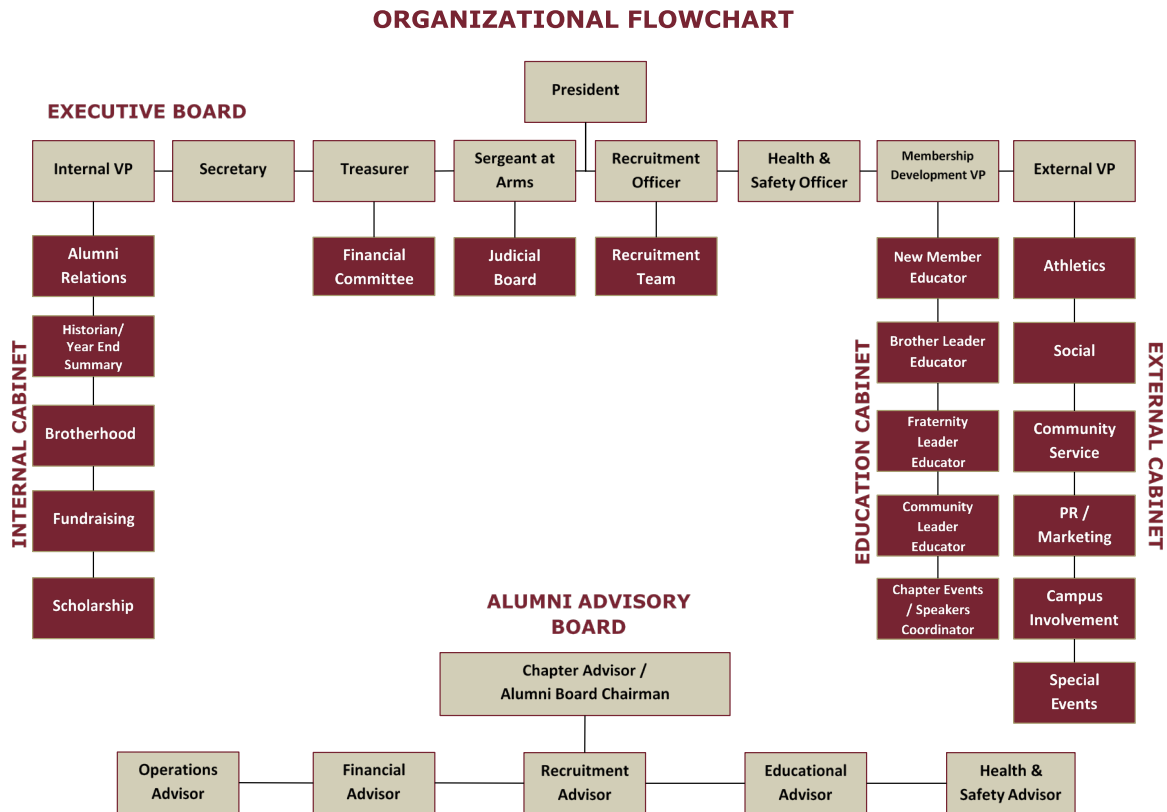 ORGANIZATIONAL FLOWCHART
President
EXECUTIVE BOARD
Internal VP
Secretary
Treasurer
Sergeant at
Arms
Recruitment
Officer
Health &
Safety Officer
Membership
Development VP
External VP
INTERNAL CABINET
Alumni
Relations
Historian/
Year End
Summary
Brotherhood
Fundraising
Scholarship
Financial
Committee
Judicial
Board
Recruitment
Team
EDUCATION CABINET
New Member
Educator
Brother Leader
Educator
Fraternity
Leader
Educator
Community
Leader
Educator
Chapter Events
/ Speakers
Coordinator
EXTERNAL CABINET
Athletics
Social
Community
Service
PR /
Marketing
Campus
Involvement
Special
Events
ALUMNI ADVISORY
BOARD
Chapter Advisor /
Alumni Board Chairman
Operations
Advisor
Financial
Advisor
Recruitment
Advisor
Educational
Advisor
Health &
Safety Advisor